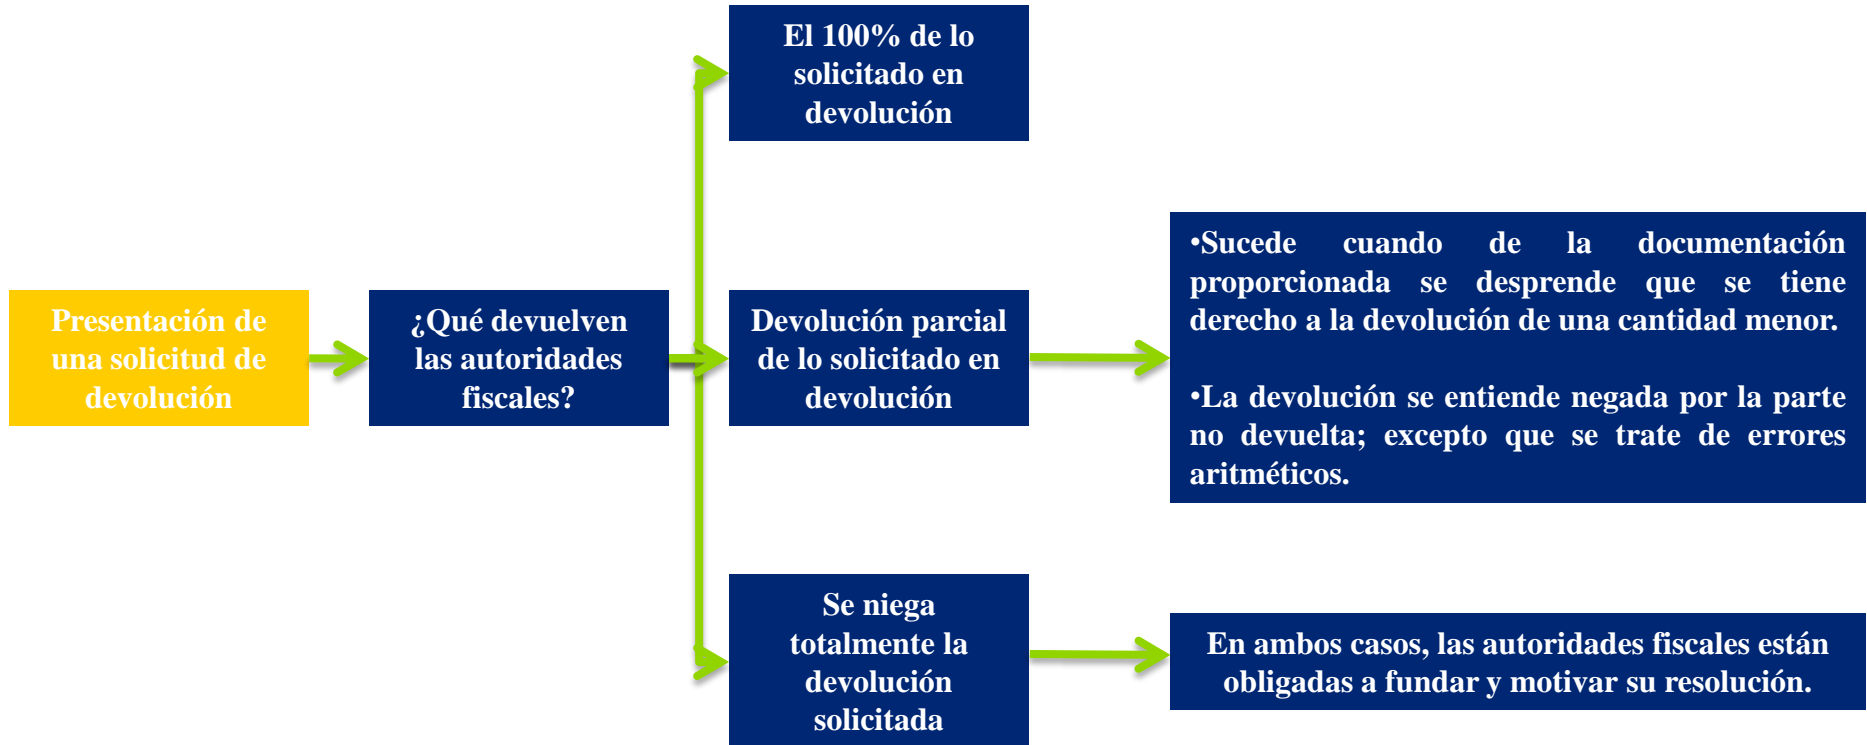 El 100% de lo
solicitado en
devolución
Presentación de
una solicitud de
devolución
¿Qué devuelven
las autoridades
fiscales?
Devolución parcial
de lo solicitado en
devolución
•Sucede cuando de la documentación
proporcionada se desprende que se tiene
derecho a la devolución de una cantidad menor.
•La devolución se entiende negada por la parte
no devuelta; excepto que se trate de errores
aritméticos.
Se niega
totalmente la
devolución
solicitada
En ambos casos, las autoridades fiscales están
obligadas a fundar y motivar su resolución.